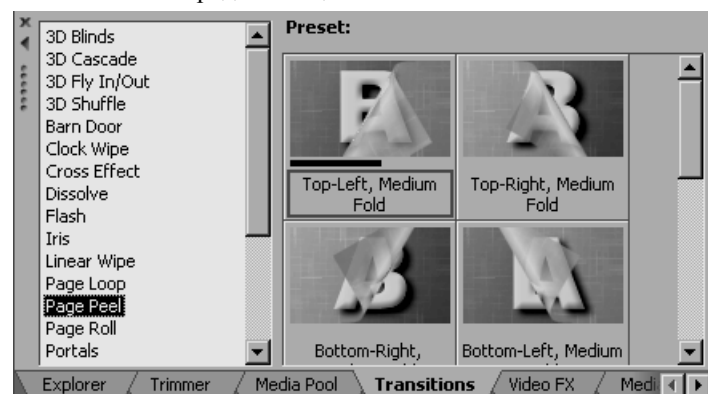 Preset:
3D Blinds
3D Cascade
3D Fly In/Out
3D Shuffle
Barn Door
Clock Wipe
Cross Effect
Dissolve
Flash
Iris
Linear Wipe
Page Loop
Page Peel
Page Roll
Portals
Top-Left, Medium
Fold
Top-Right, Medium
Fold
Bottom-Right,
Bottom-Left, Medium
Explorer
Trimmer
Media Pool
Transitions
Video FX
Medi